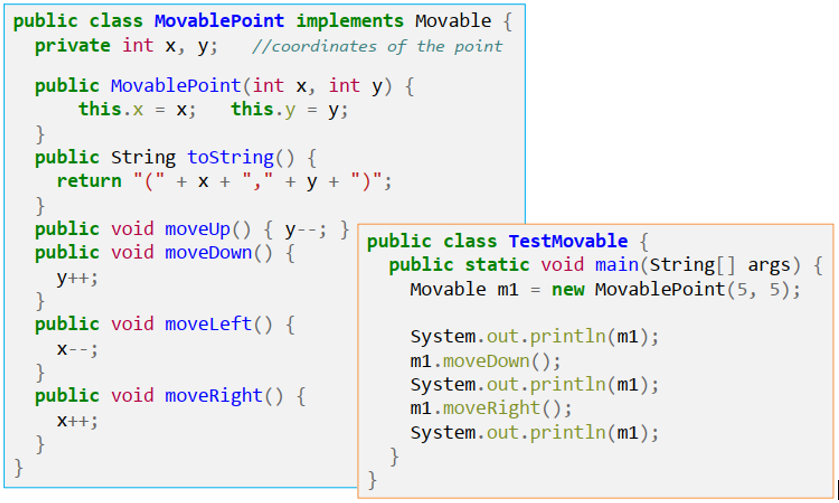 public class MovablePoint implements Movable {
private int x, y; //coordinates of the point
public MovablePoint(int x, int y) {
this.x = x; this.y = y;
}
public String toString() {
return "(" + x + "," + y + ")";
}
public void moveUp() { y--; }
public void moveDown() {
y++;
}
public void moveLeft() {
x--;
}
public void moveRight() {
x++;
}
}
public class TestMovable {
public static void main(String[] args) {
Movable m1 = new MovablePoint(5, 5);
System.out.println(m1);
m1.moveDown();
System.out.println(m1);
m1.moveRight();
System.out.println(m1);
}
}